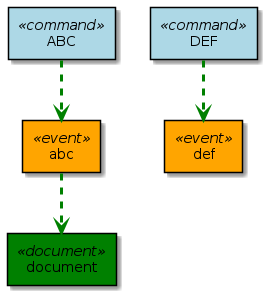 «command»
ABC
«command»
DEF
«event»
abc
«event»
def
«document»
document